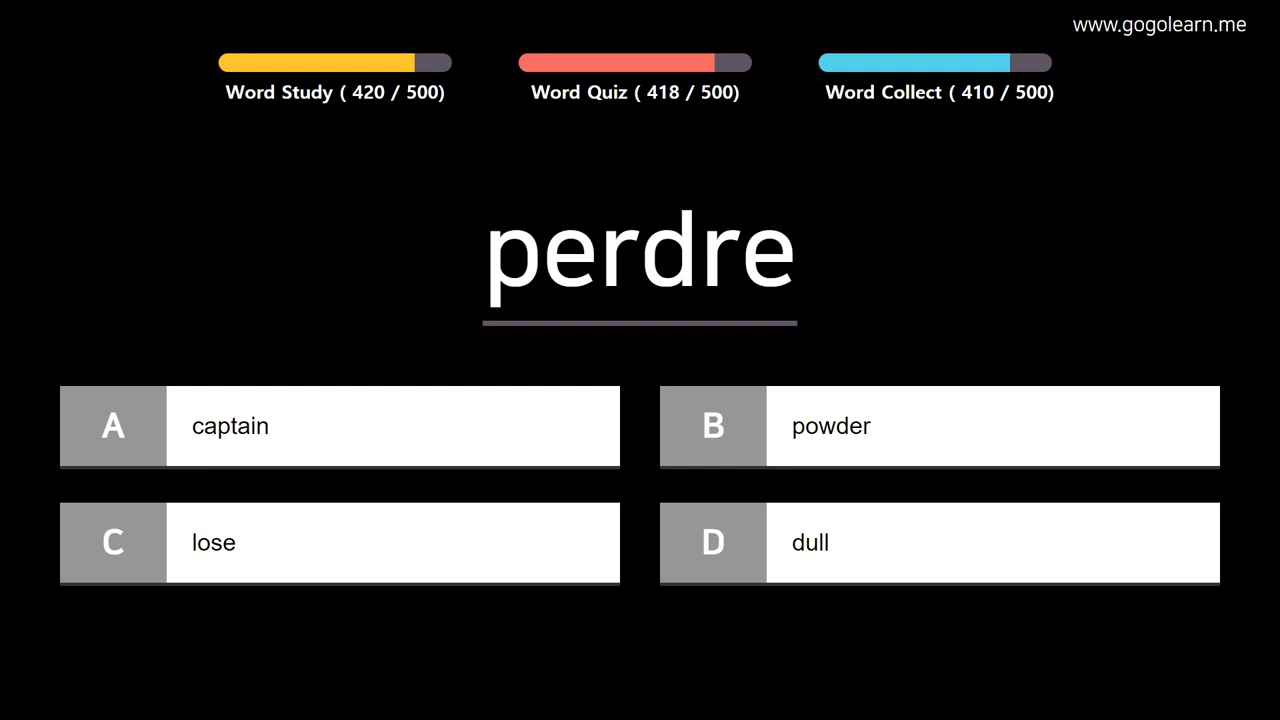 www.gogolearn.me
Word Study ( 420 / 500)
Word Quiz ( 418 / 500)
Word Collect ( 410 / 500)
perdre
A captain
B powder
C lose
D dull